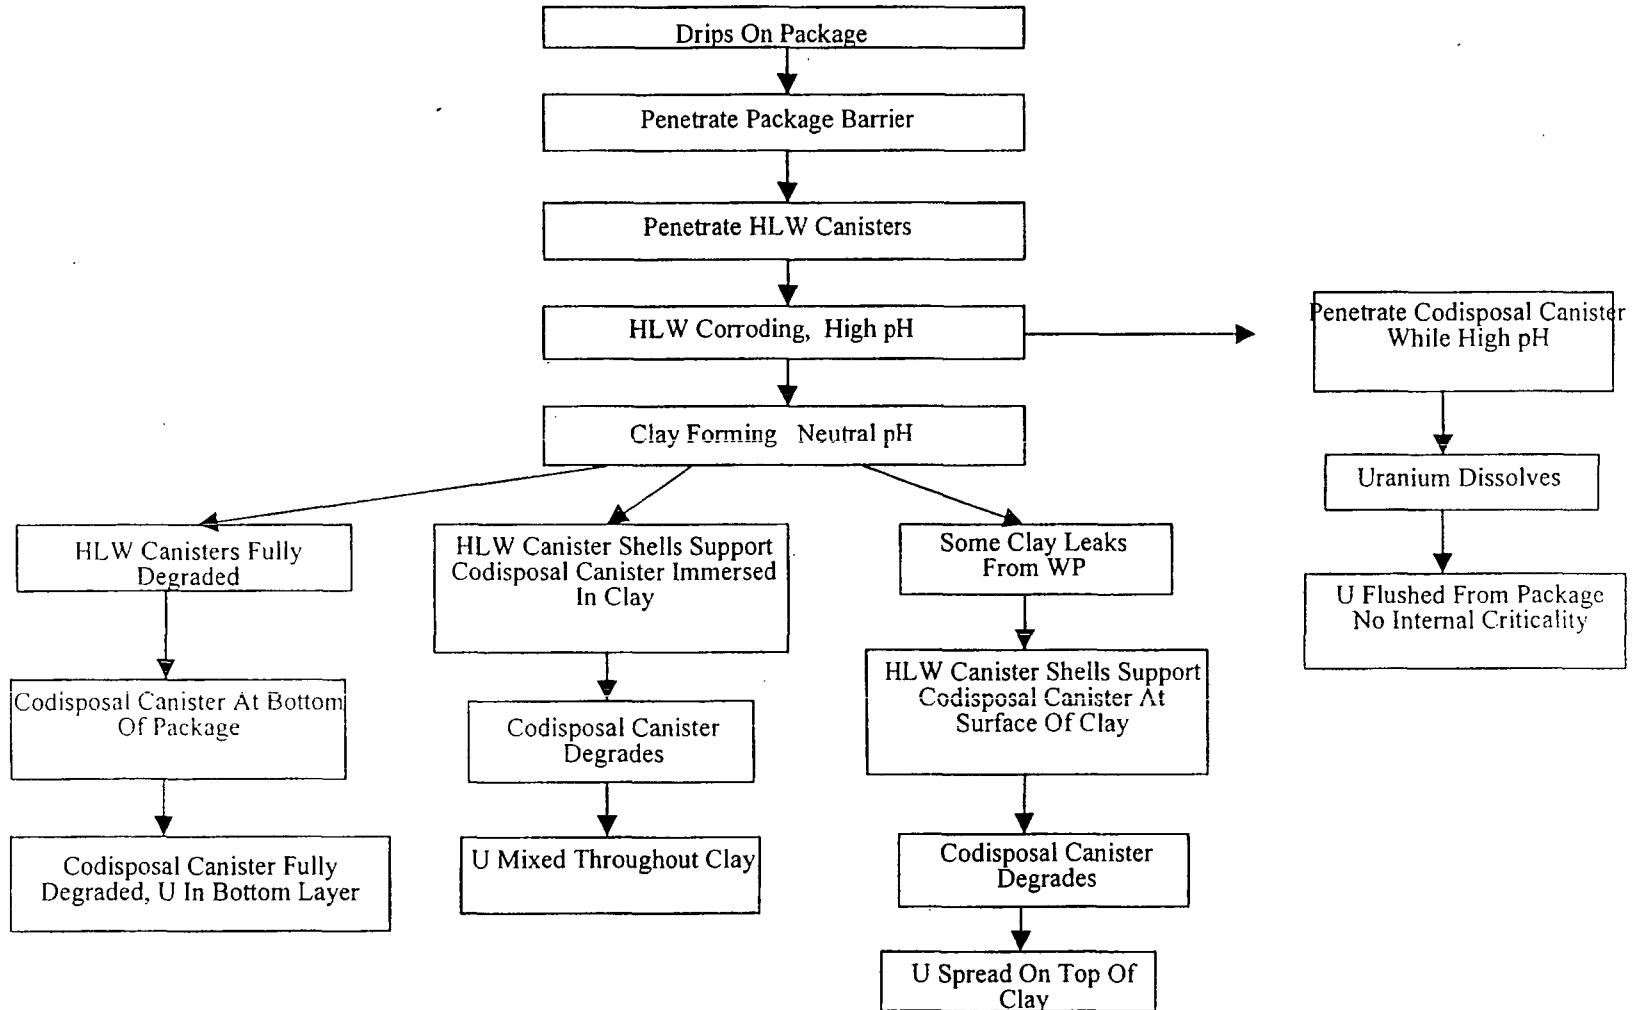 Drips On Package
Penetrate Package Barrier
Penetrate HLW Canisters
HLW Corroding, High pH
Penetrate Codisposal Canister
While High pH
Clay Forming Neutral pH
Uranium Dissolves
U Flushed From Package
No Internal Criticality
HLW Canisters Fully
Degraded
Codisposal Canister At Bottom
Of Package
Codisposal Canister Fully
Degraded, U In Bottom Layer
HLW Canister Shells Support
Codisposal Canister Immersed
In Clay
Codisposal Canister
Degrades
U Mixed Throughout Clay
Some Clay Leaks
From WP
HLW Canister Shells Support
Codisposal Canister At
Surface Of Clay
Codisposal Canister
Degrades
U Spread On Top Of
Clay